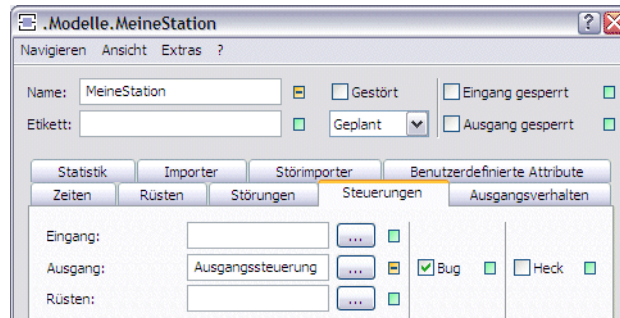 .Modelle.MeineStation ?
Navigieren Ansicht Extras ?
Name: MeineStation Gestört Eingang gesperrt
Etikett: Geplant Ausgang gesperrt
Statistik Importer Störimporter Benutzerdefinierte Attribute
Zeiten Rüsten Störungen Steuerungen Ausgangsverhalten
Eingang: ...
Ausgang: Ausgangssteuerung ... Bug Heck
Rüsten: ...